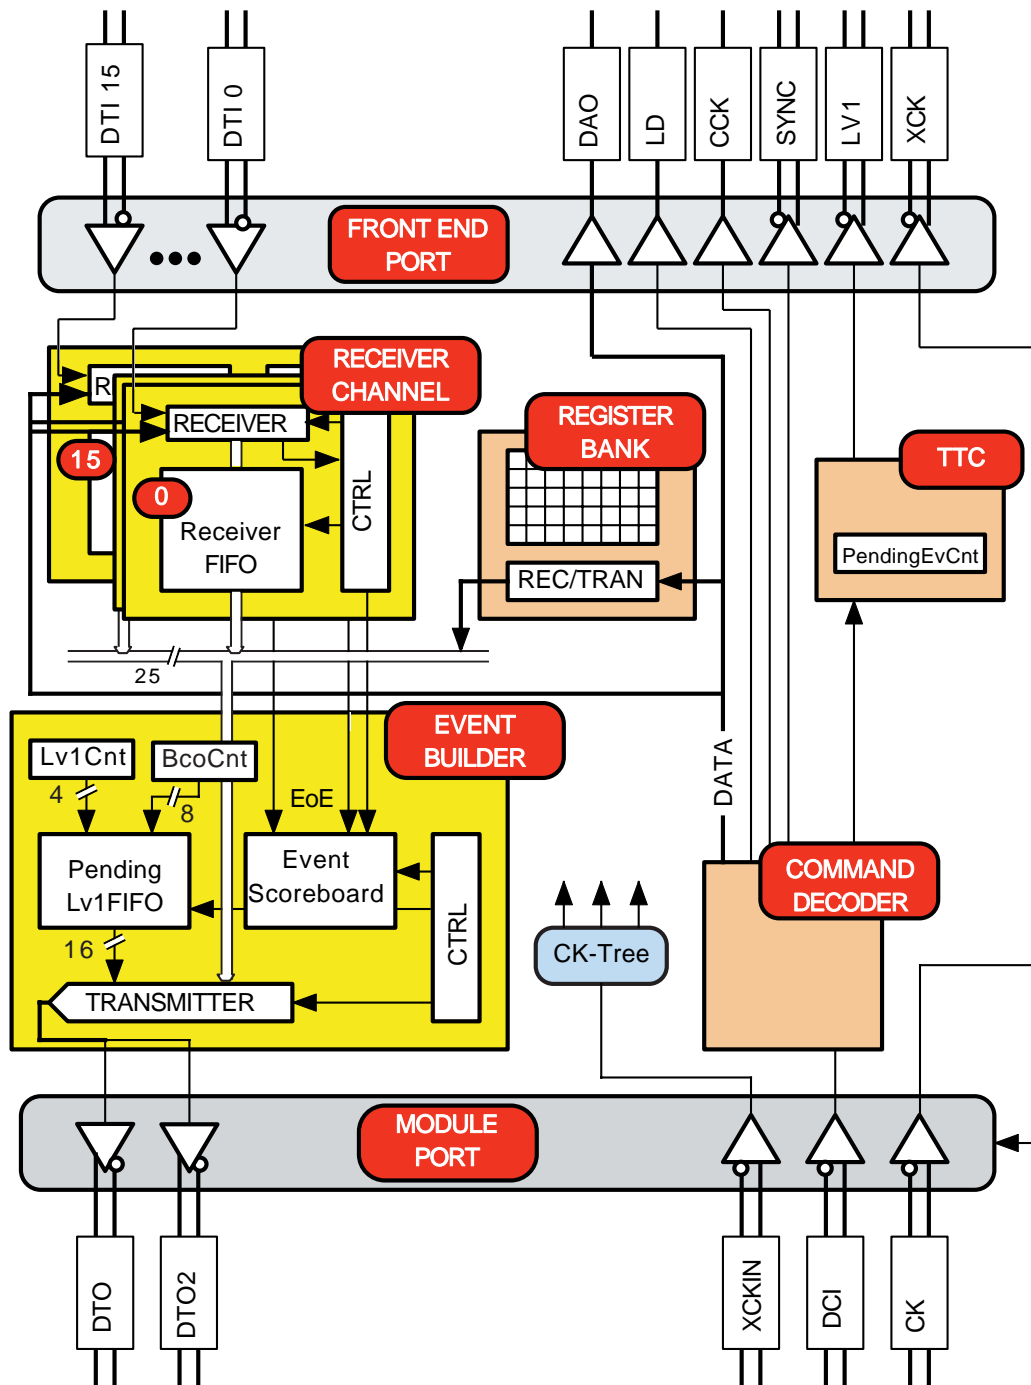 DTI 15
DTI 0
DAO
LD
CCK
SYNC
LV1
XCK
FRONT END
PORT
RECEIVER
CHANNEL
R
RECEIVER
15
0
Receiver
FIFO
CTRL
REGISTER
BANK
REC/TRAN
TTC
PendingEvCnt
25
EVENT
BUILDER
Lv1Cnt
BcoCnt
4
8
EoE
DATA
Pending
Lv1FIFO
Event
Scoreboard
CTRL
16
TRANSMITTER
CK-Tree
COMMAND
DECODER
MODULE
PORT
DTO
DTO2
XCKIN
DCI
CK